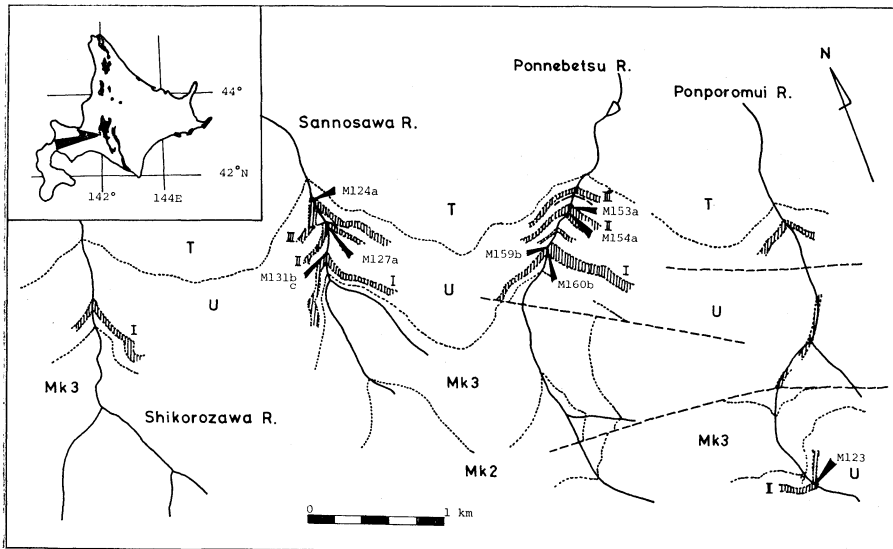 44°
42°N
142°
144E
Sannosawa R.
Ponnebetsu R.
Ponporomui R.
N
M124a
T
III
II
M131b
c
M127a
I
U
T
III
M153a
II
M154a
M159b
I
M160b
U
T
U
T
U
I
Mk3
Shikorozawa R.
Mk3
Mk2
Mk3
M123
U
I
0
1 km